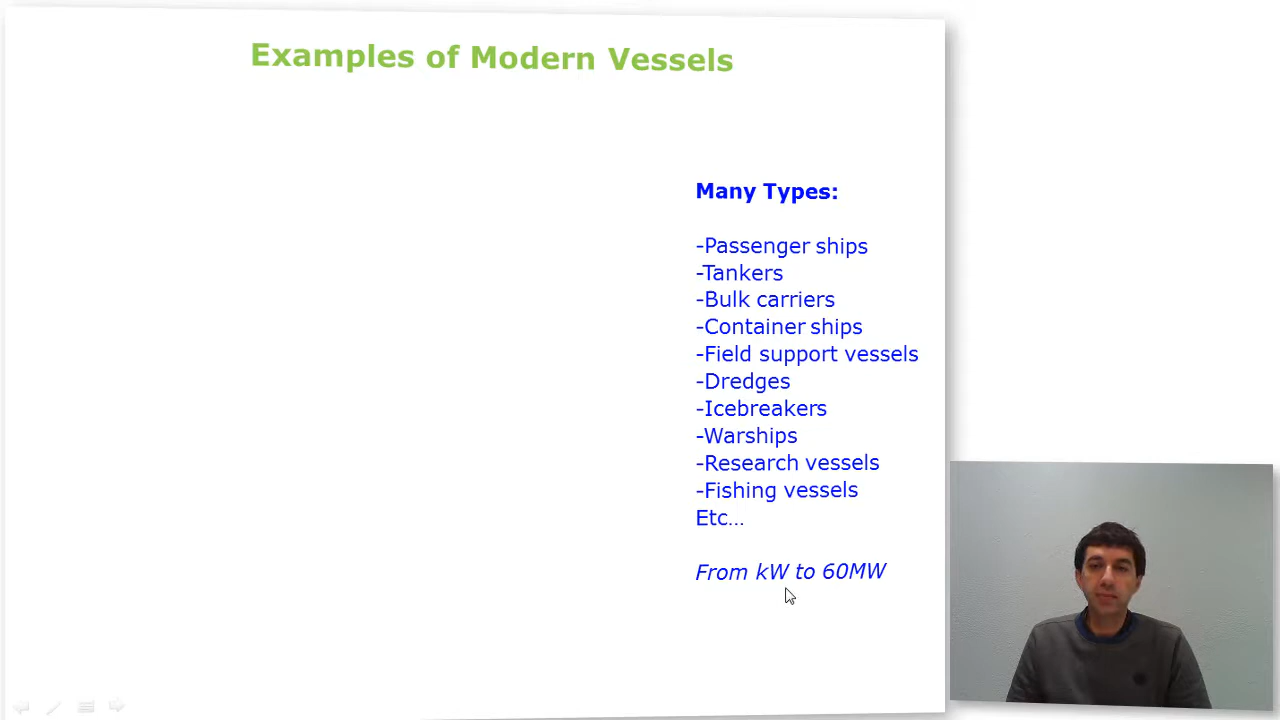 Examples of Modern Vessels
Many Types:
-Passenger ships
-Tankers
-Bulk carriers
-Container ships
-Field support vessels
-Dredges
-Icebreakers
-Warships
-Research vessels
-Fishing vessels
Etc...
From kW to 60MW